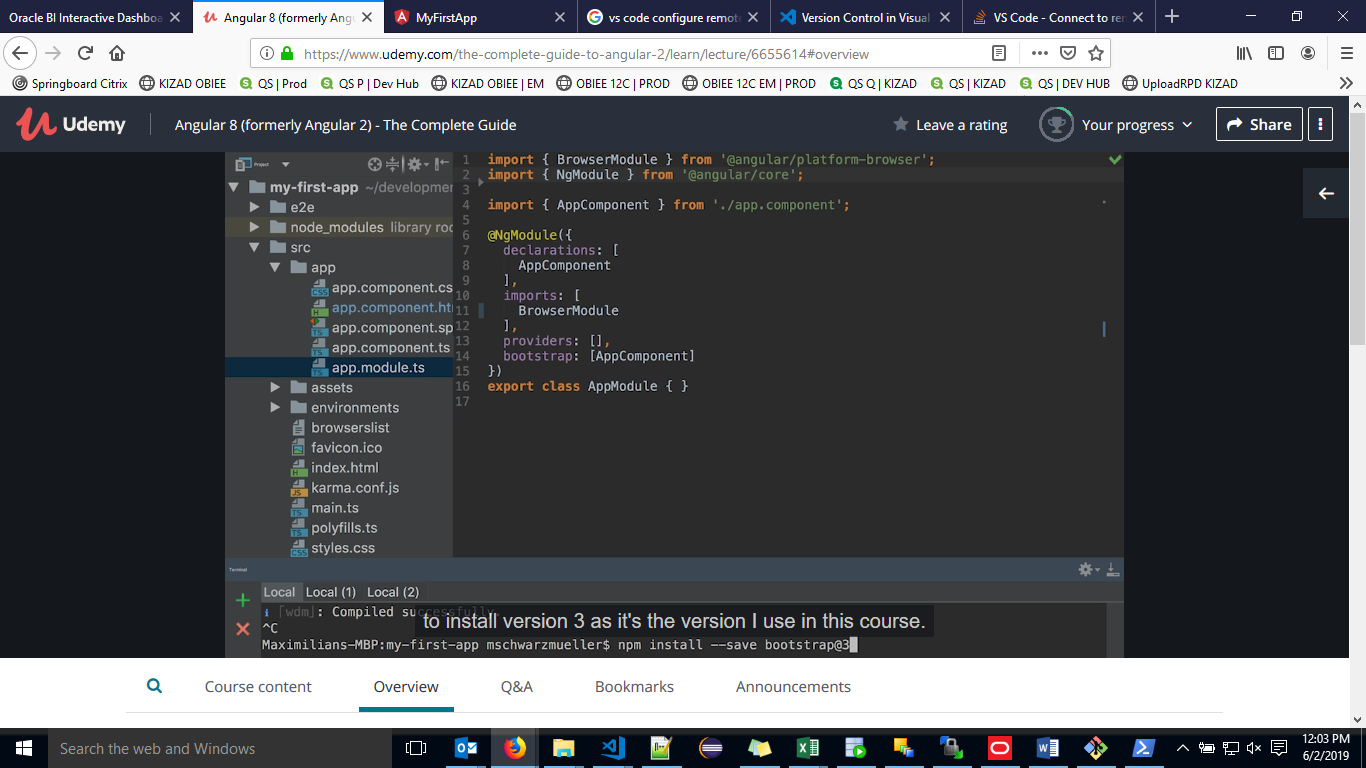 Oracle BI Interactive Dashboa
Angular 8 (formerly Angu
MyFirstApp
vs code configure remot
Version Control in Visual
VS Code - Connect to rem
https://www.udemy.com/the-complete-guide-to-angular-2/learn/lecture/6655614#overview
Springboard Citrix
KIZAD OBIEE
QS | Prod
QS P | Dev Hub
KIZAD OBIEE | EM
OBIEE 12C | PROD
OBIEE 12C EM | PROD
QS Q | KIZAD
QS | KIZAD
QS | DEV HUB
UploadRPD KIZAD
Udemy
Angular 8 (formerly Angular 2) - The Complete Guide
Leave a rating
Your progress
Share
Project
my-first-app ~/developmen
e2e
node_modules library roo
src
app
app.component.cs
app.component.ht
app.component.sp
app.component.ts
app.module.ts
assets
environments
browserslist
favicon.ico
index.html
karma.conf.js
main.ts
polyfills.ts
styles.css
1 import { BrowserModule } from '@angular/platform-browser';
2 import { NgModule } from '@angular/core';
3
4 import { AppComponent } from './app.component';
5
6 @NgModule({
7 declarations: [
8 AppComponent
9 ],
10 imports: [
11 BrowserModule
12 ],
13 providers: [],
14 bootstrap: [AppComponent]
15 })
16 export class AppModule { }
17
Terminal
Local
Local (1)
Local (2)
i 「wdm」: Compiled successfully.
to install version 3 as it's the version I use in this course.
^C
Maximilians-MBP:my-first-app mschwarzmueller$ npm install --save bootstrap@3
Course content
Overview
Q&A
Bookmarks
Announcements
Search the web and Windows
12:03 PM
6/2/2019